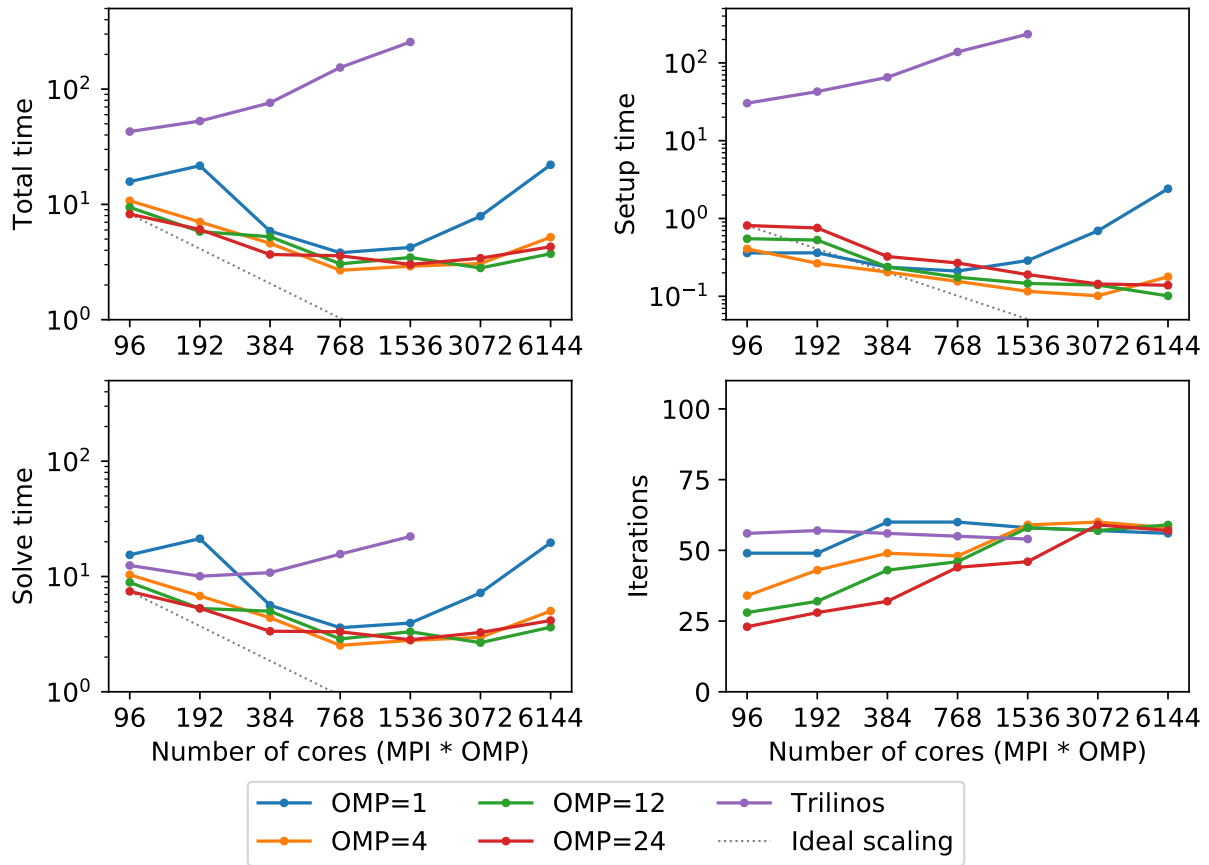 Total time
10^2
10^1
10^0
96 192 384 768 1536 3072 6144
Setup time
10^2
10^1
10^0
10^−1
96 192 384 768 1536 3072 6144
Solve time
10^2
10^1
10^0
96 192 384 768 1536 3072 6144
Number of cores (MPI * OMP)
Iterations
100
75
50
25
0
96 192 384 768 1536 3072 6144
Number of cores (MPI * OMP)
OMP=1 OMP=12 Trilinos
OMP=4 OMP=24 Ideal scaling